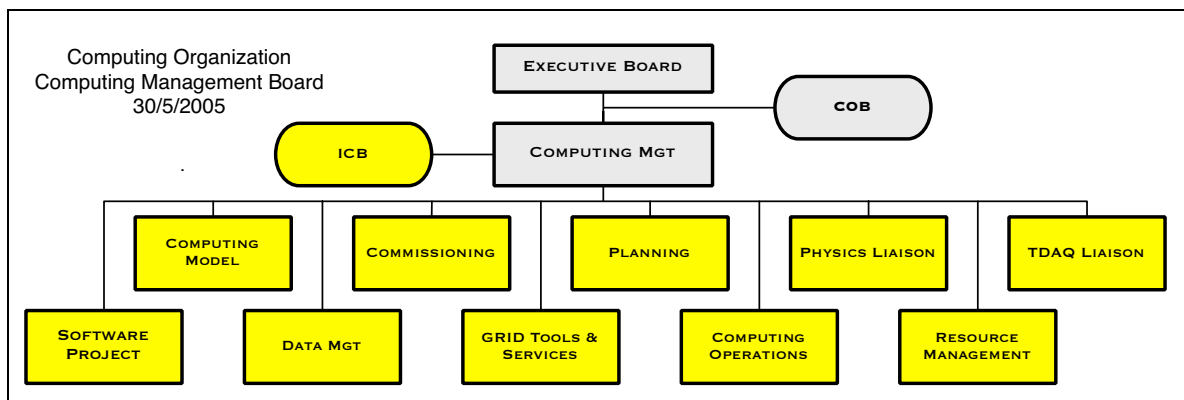 Computing Organization
Computing Management Board
30/5/2005
.
EXECUTIVE BOARD
COB
ICB
COMPUTING MGT
COMPUTING
MODEL
COMMISSIONING
PLANNING
PHYSICS LIAISON
TDAQ LIAISON
SOFTWARE
PROJECT
DATA MGT
GRID TOOLS &
SERVICES
COMPUTING
OPERATIONS
RESOURCE
MANAGEMENT